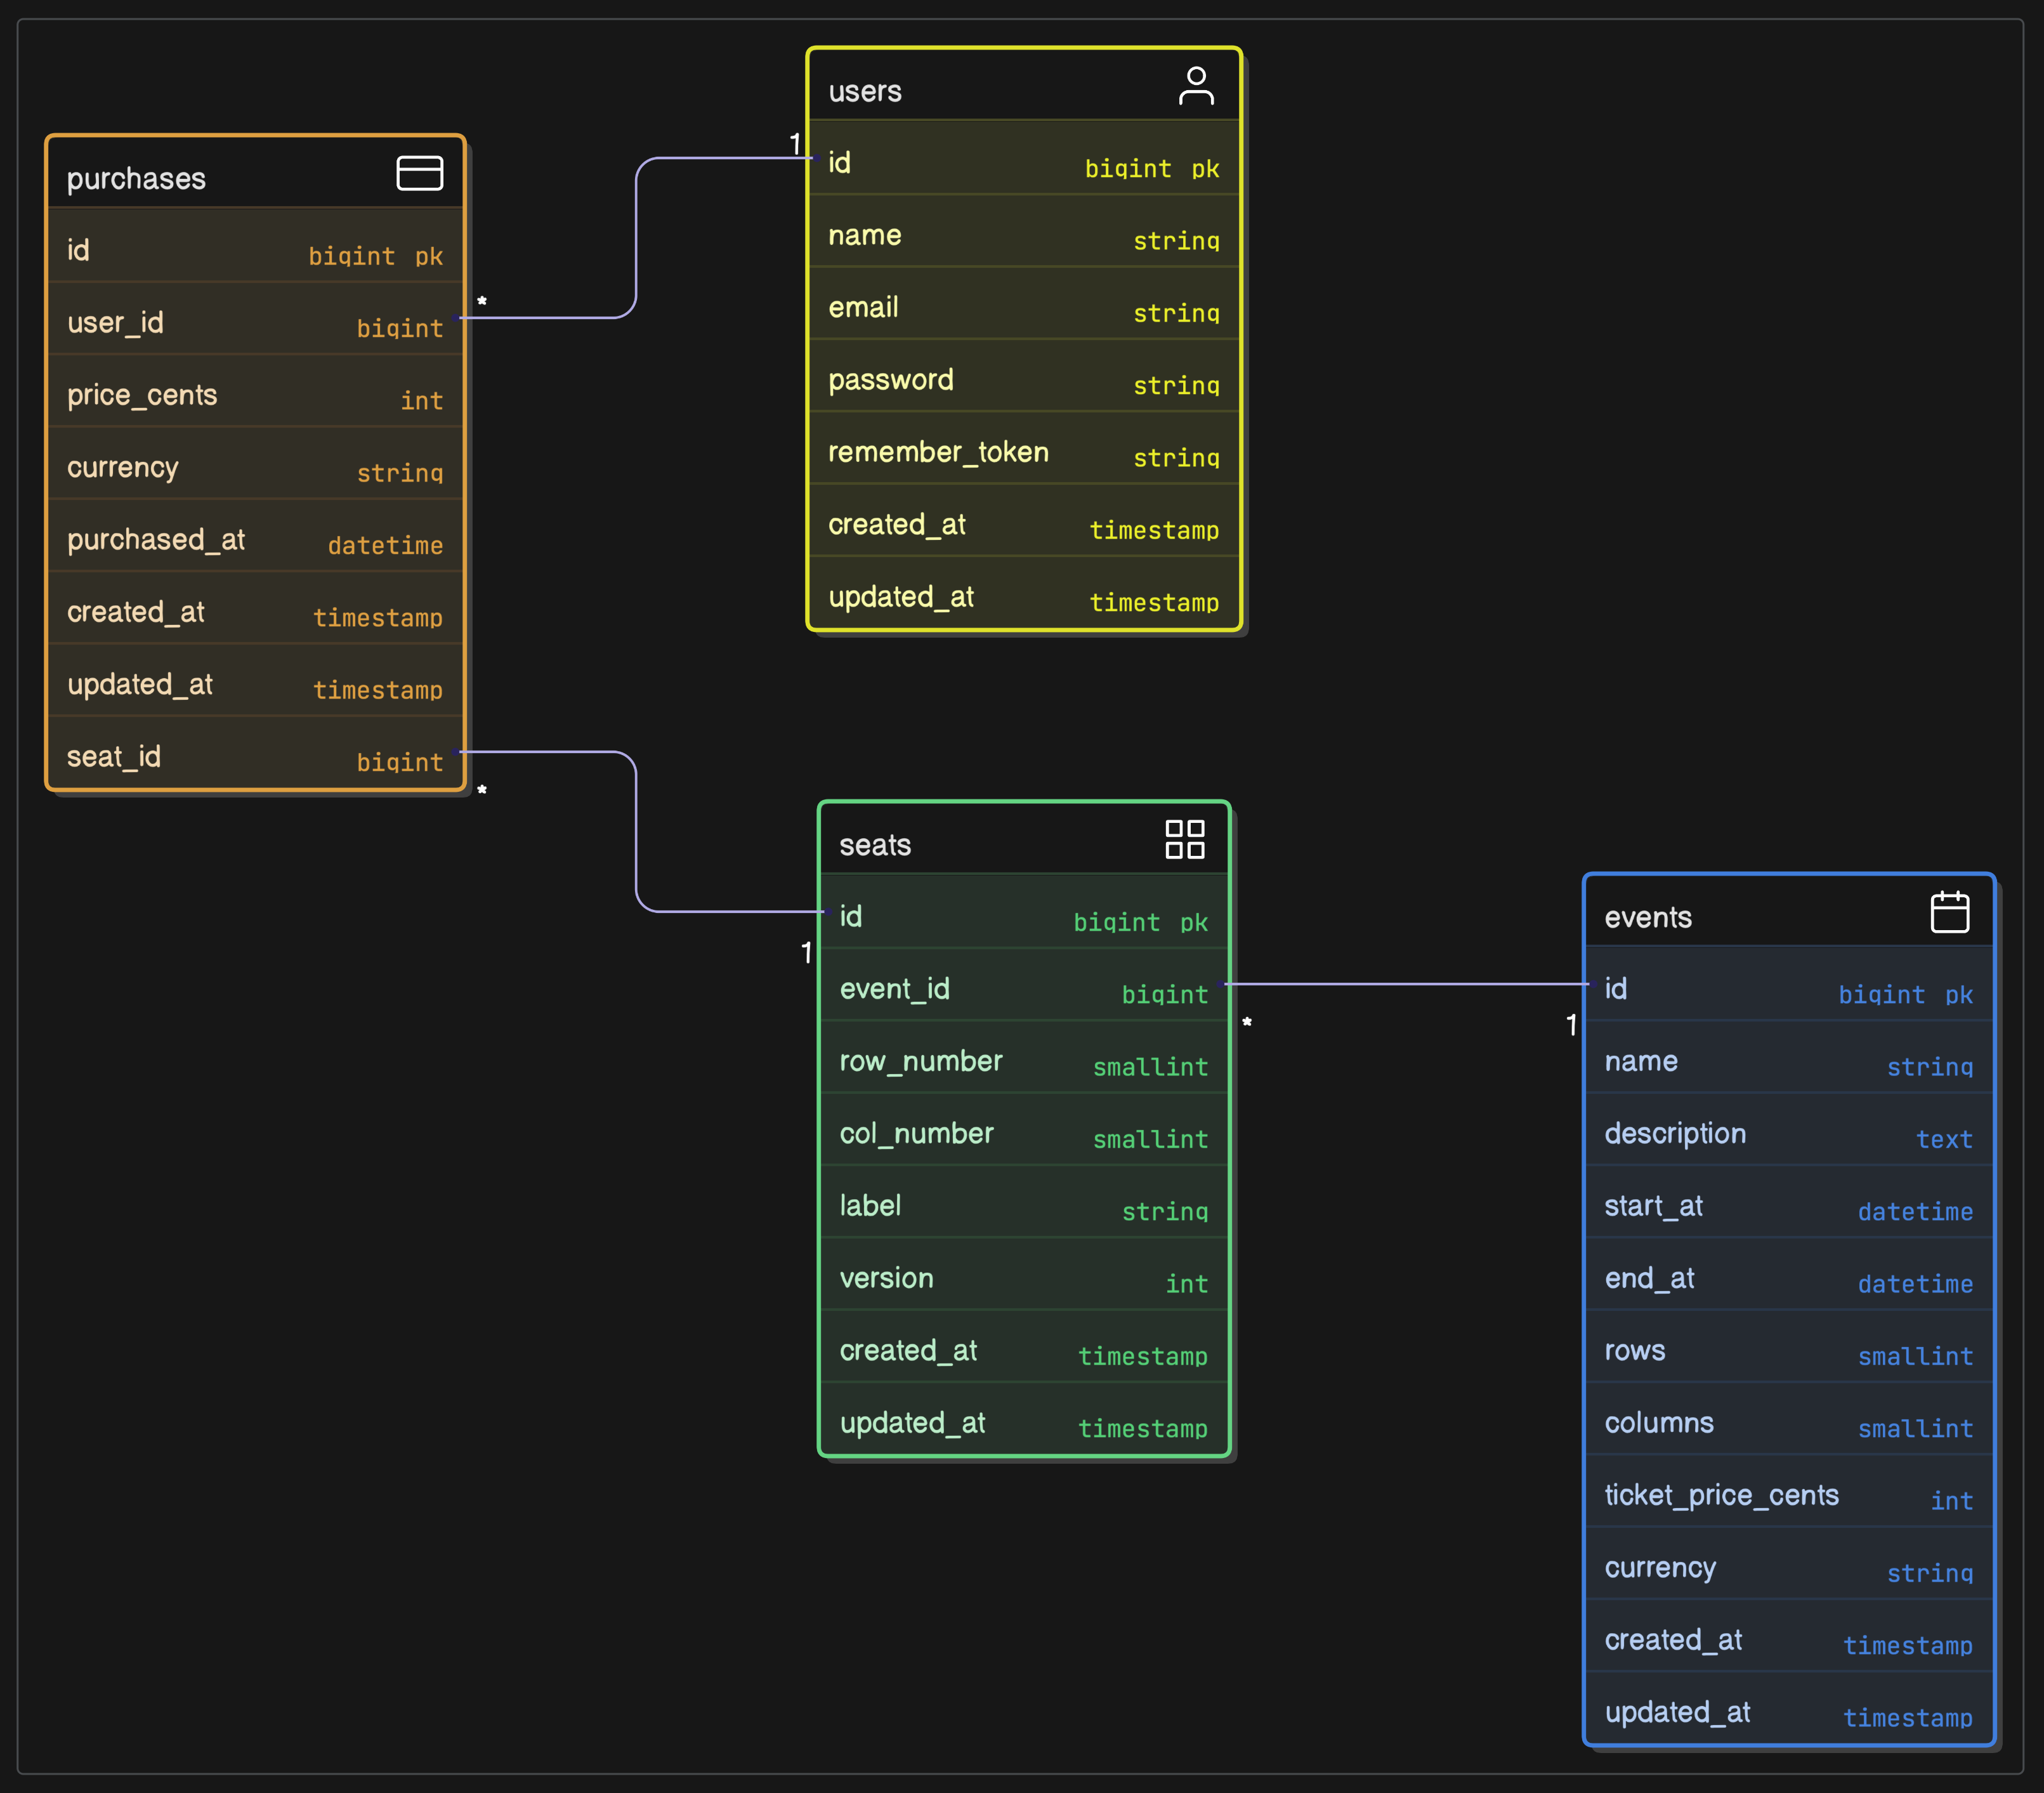 users
1
id bigint pk
name string
email string
password string
remember_token string
created_at timestamp
updated_at timestamp
purchases
id bigint pk
*
user_id bigint
price_cents int
currency string
purchased_at datetime
created_at timestamp
updated_at timestamp
seat_id bigint
*
seats
id bigint pk
1
event_id bigint
*
row_number smallint
col_number smallint
label string
version int
created_at timestamp
updated_at timestamp
events
id bigint pk
1
name string
description text
start_at datetime
end_at datetime
rows smallint
columns smallint
ticket_price_cents int
currency string
created_at timestamp
updated_at timestamp